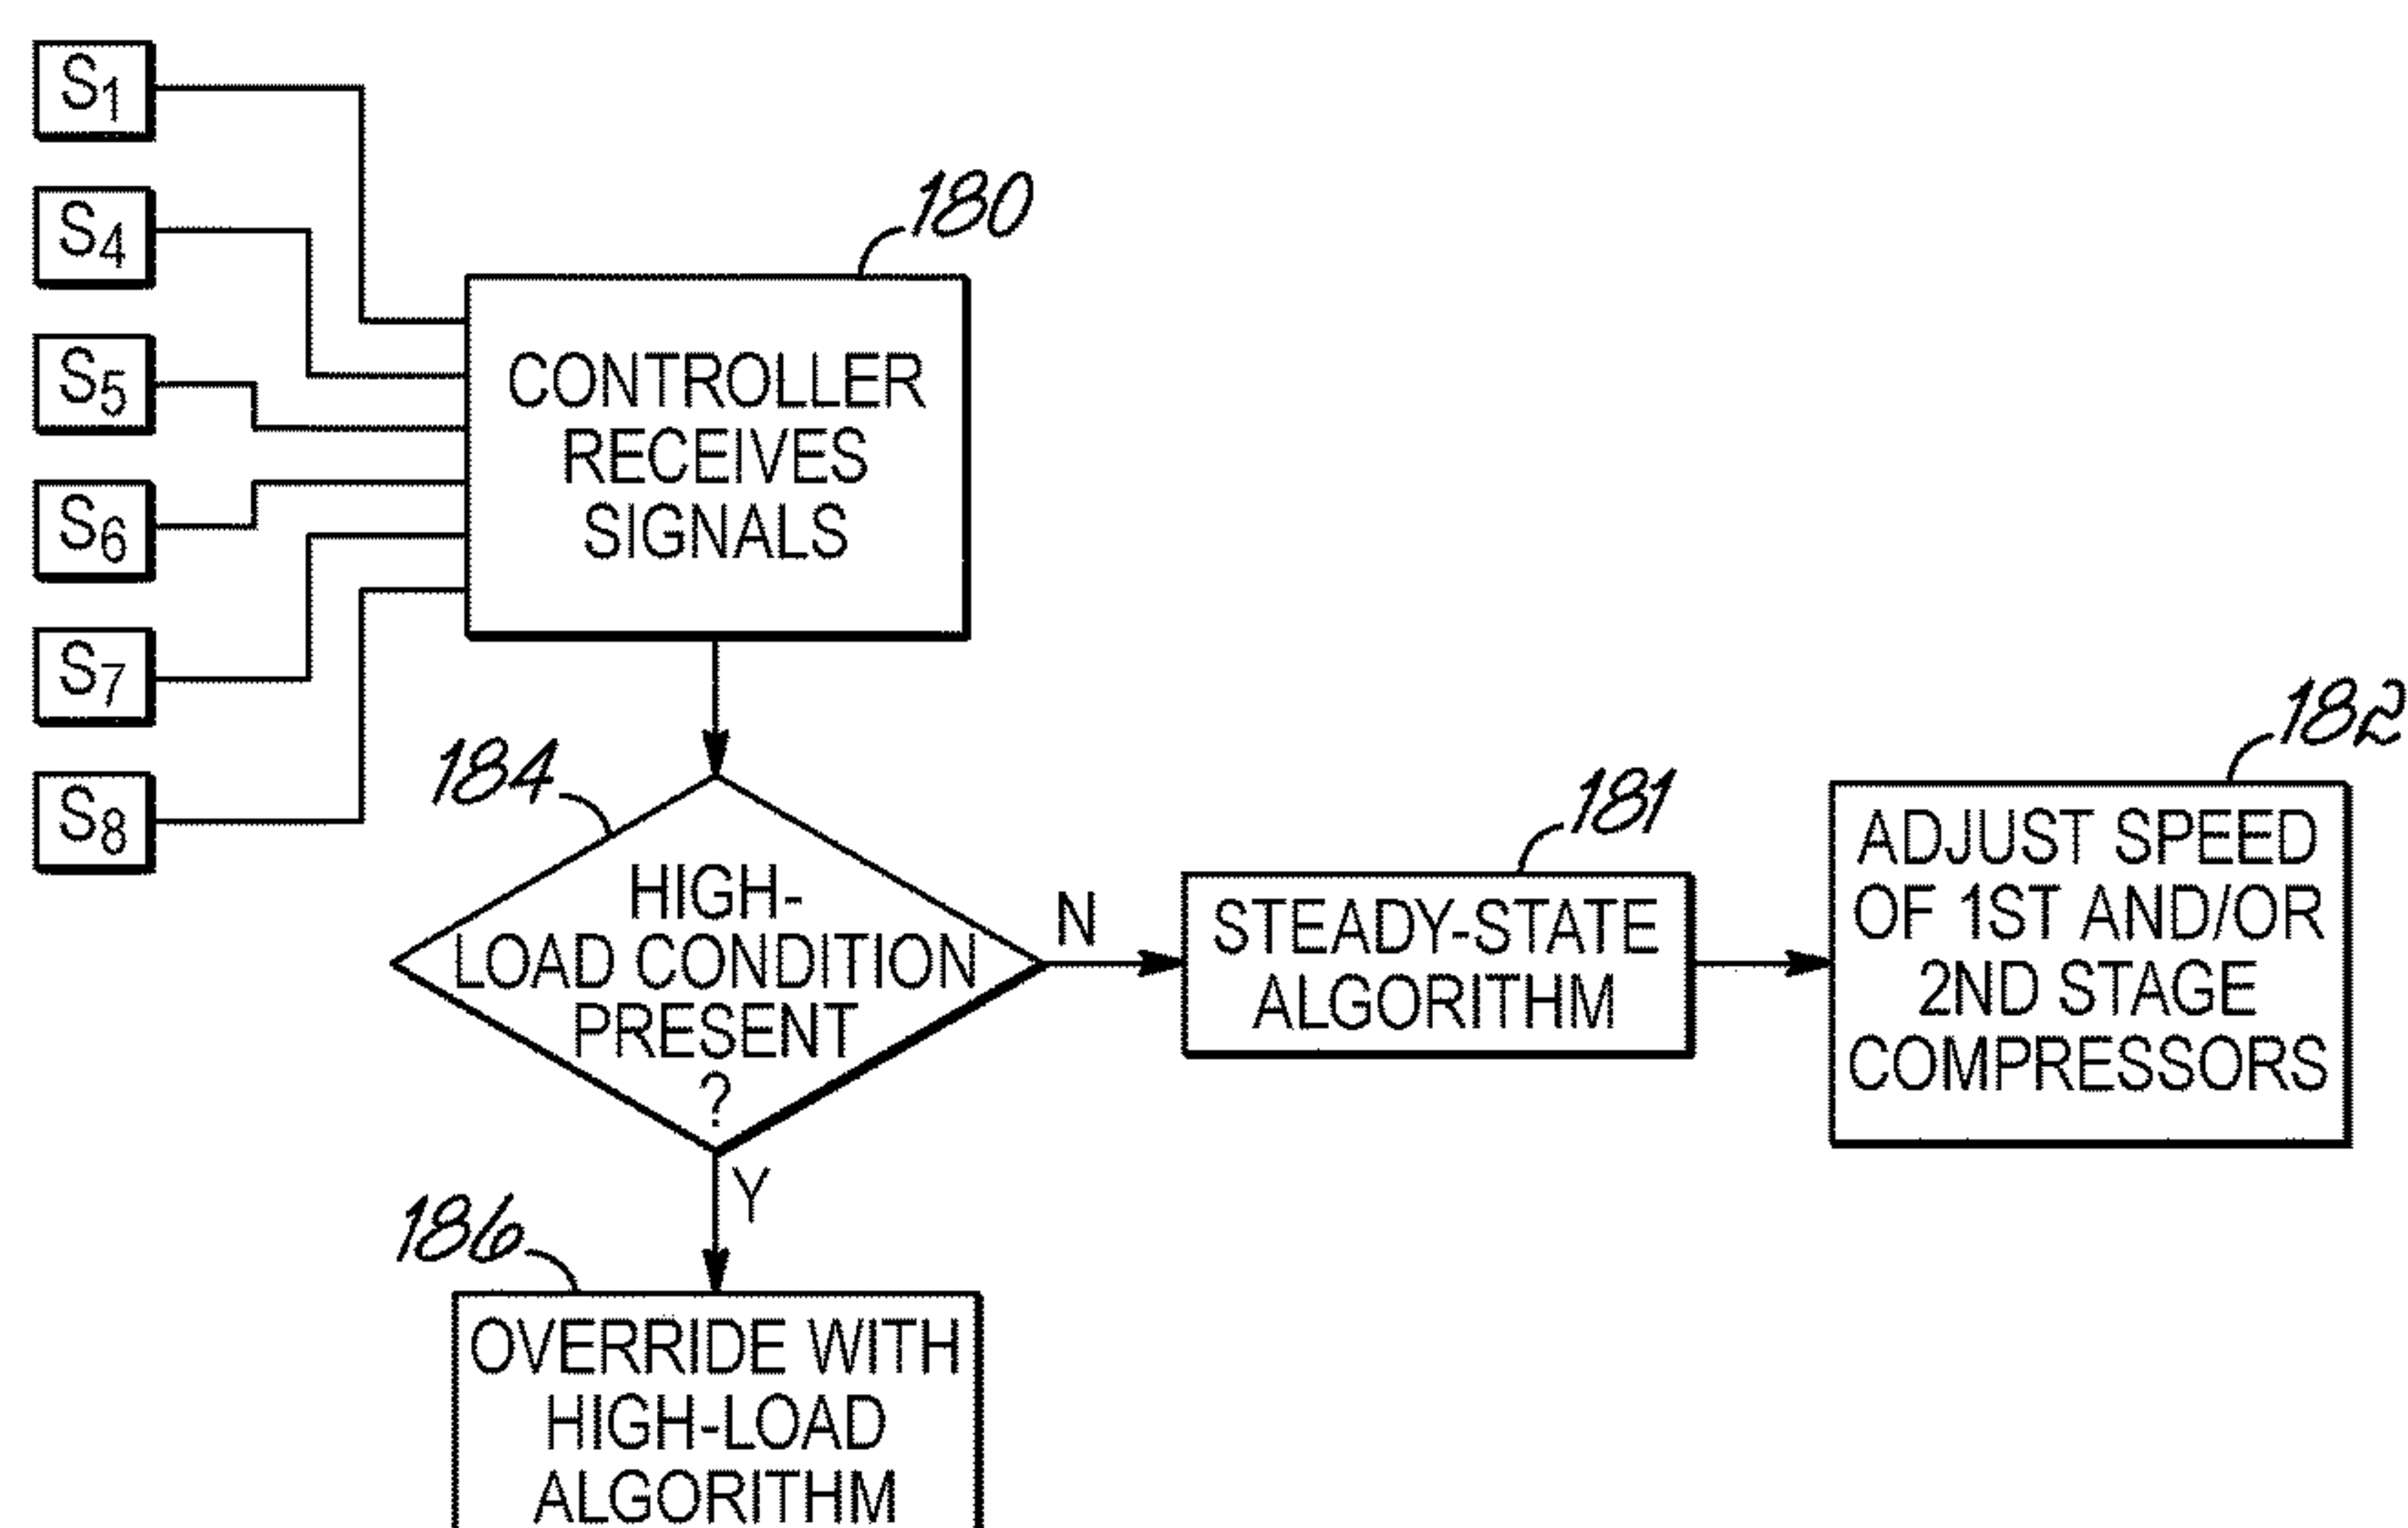 S1
S4
S5
S6
S7
S8
180
CONTROLLER
RECEIVES
SIGNALS
184
HIGH-
LOAD CONDITION
PRESENT
?
N
Y
181
STEADY-STATE
ALGORITHM
182
ADJUST SPEED
OF 1ST AND/OR
2ND STAGE
COMPRESSORS
186
OVERRIDE WITH
HIGH-LOAD
ALGORITHM